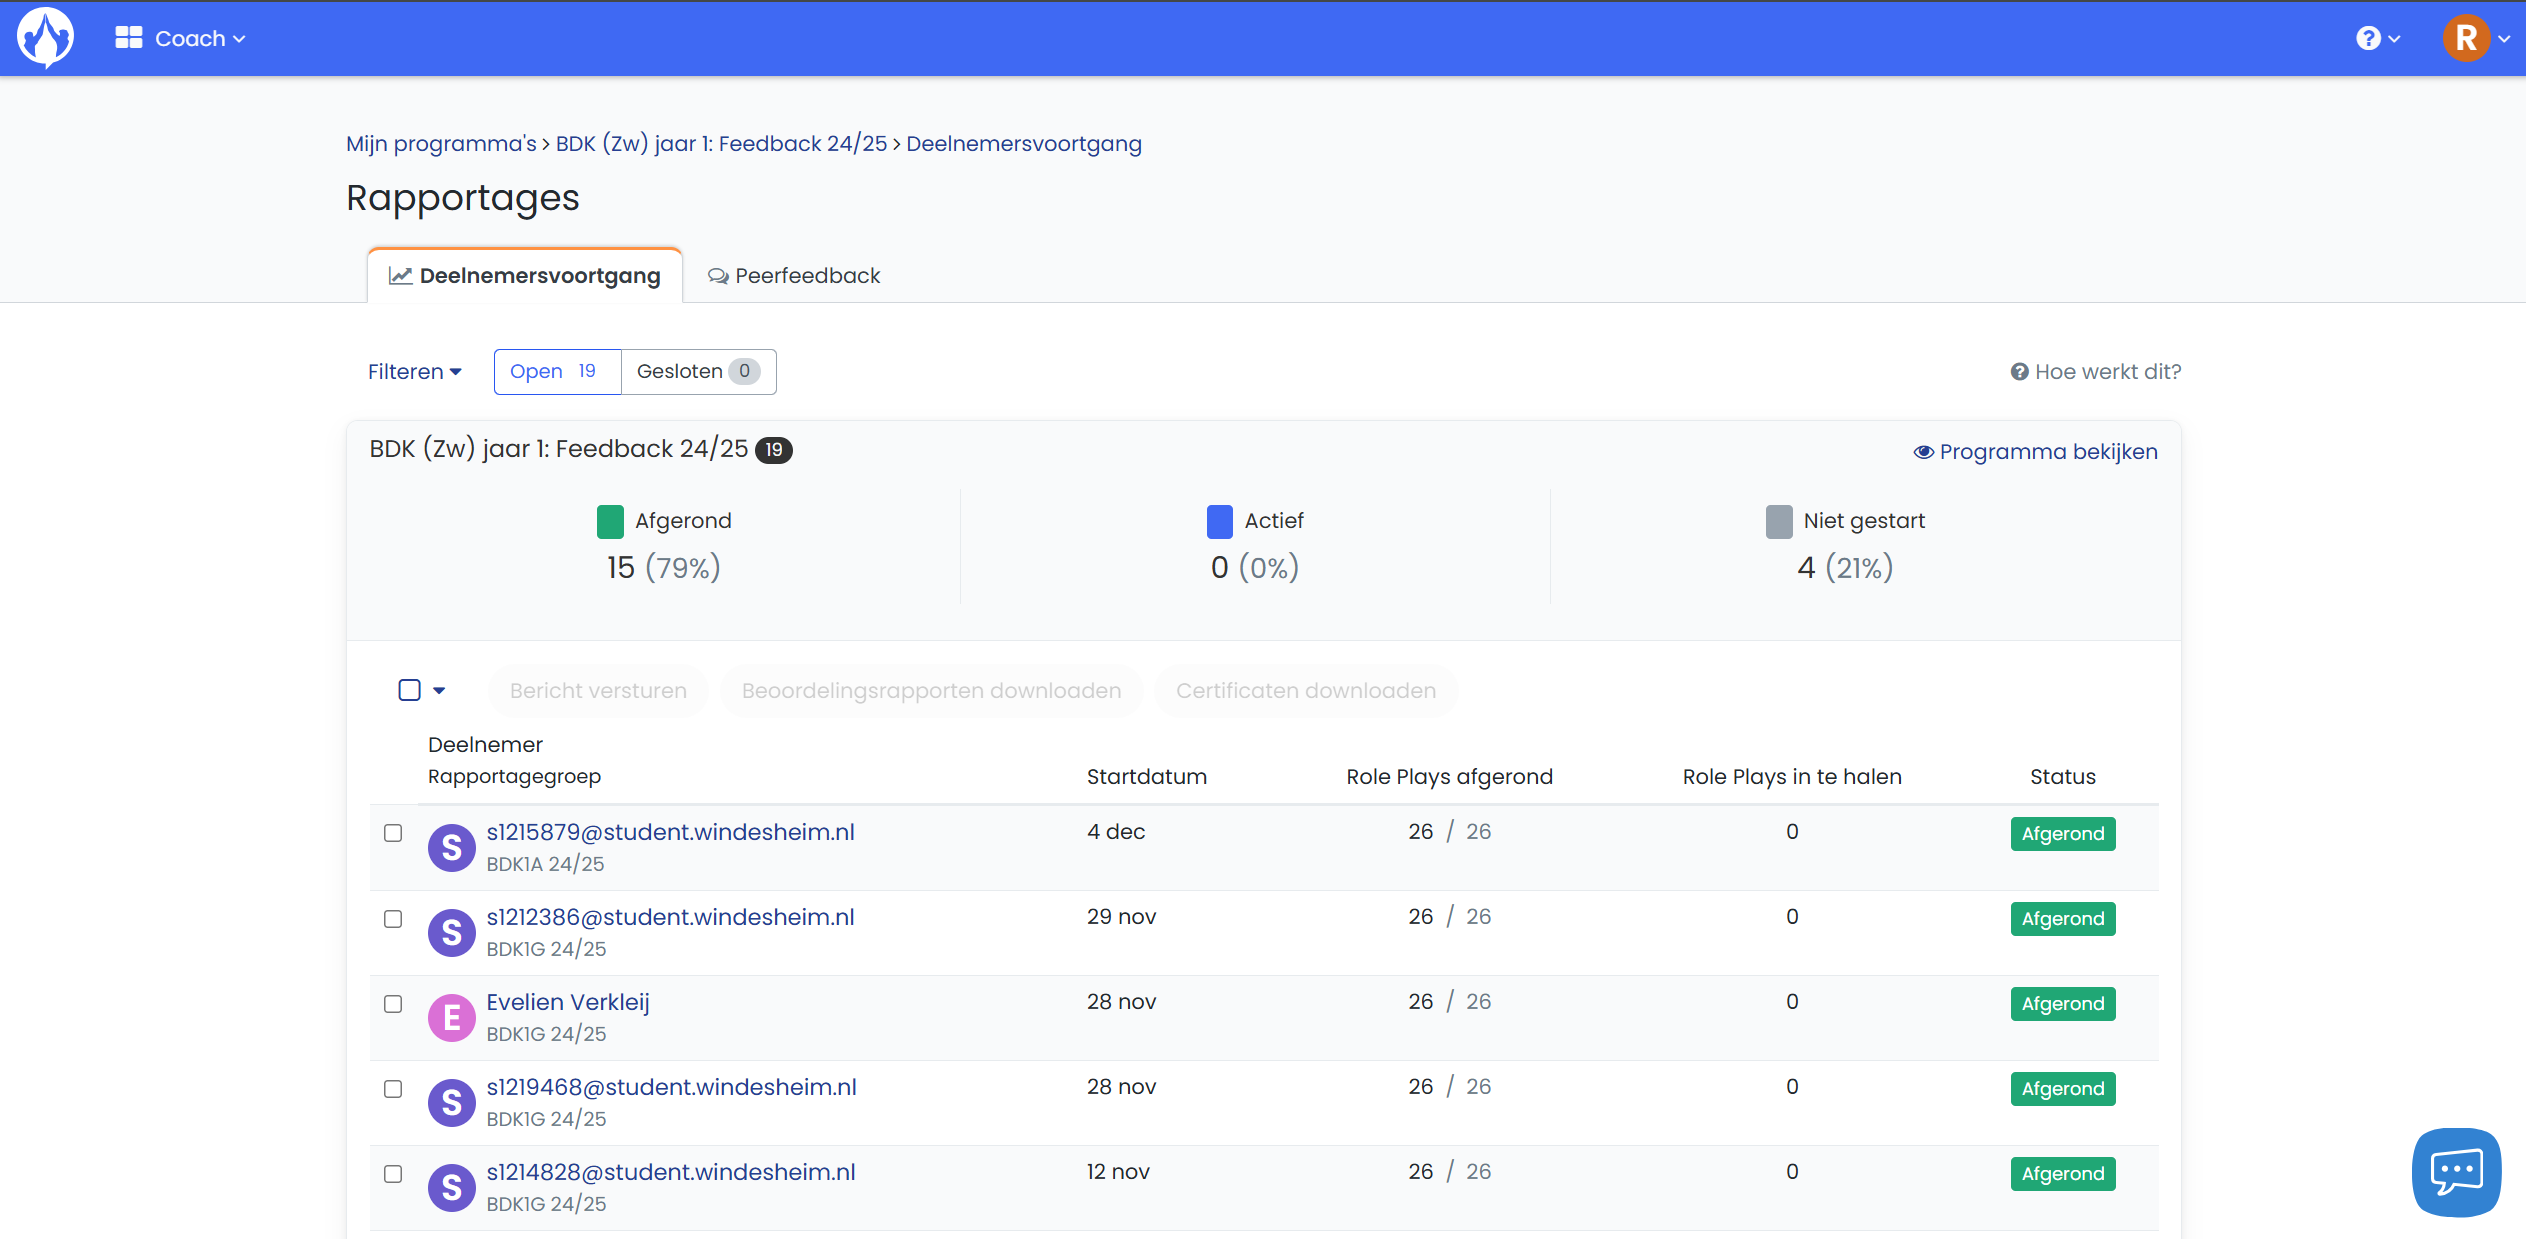 Coach
?
R
Mijn programma's > BDK (Zw) jaar 1: Feedback 24/25 > Deelnemersvoortgang
Rapportages
Deelnemersvoortgang
Peerfeedback
Filteren
Open 19
Gesloten 0
? Hoe werkt dit?
BDK (Zw) jaar 1: Feedback 24/25 19
Programma bekijken
Afgerond
15 (79%)
Actief
0 (0%)
Niet gestart
4 (21%)
Bericht versturen
Beoordelingsrapporten downloaden
Certificaten downloaden
Deelnemer
Rapportagegroep
Startdatum
Role Plays afgerond
Role Plays in te halen
Status
S s1215879@student.windesheim.nl 4 dec 26 / 26 0 Afgerond
BDK1A 24/25
S s1212386@student.windesheim.nl 29 nov 26 / 26 0 Afgerond
BDK1G 24/25
E Evelien Verkleij 28 nov 26 / 26 0 Afgerond
BDK1G 24/25
S s1219468@student.windesheim.nl 28 nov 26 / 26 0 Afgerond
BDK1G 24/25
S s1214828@student.windesheim.nl 12 nov 26 / 26 0 Afgerond
BDK1G 24/25